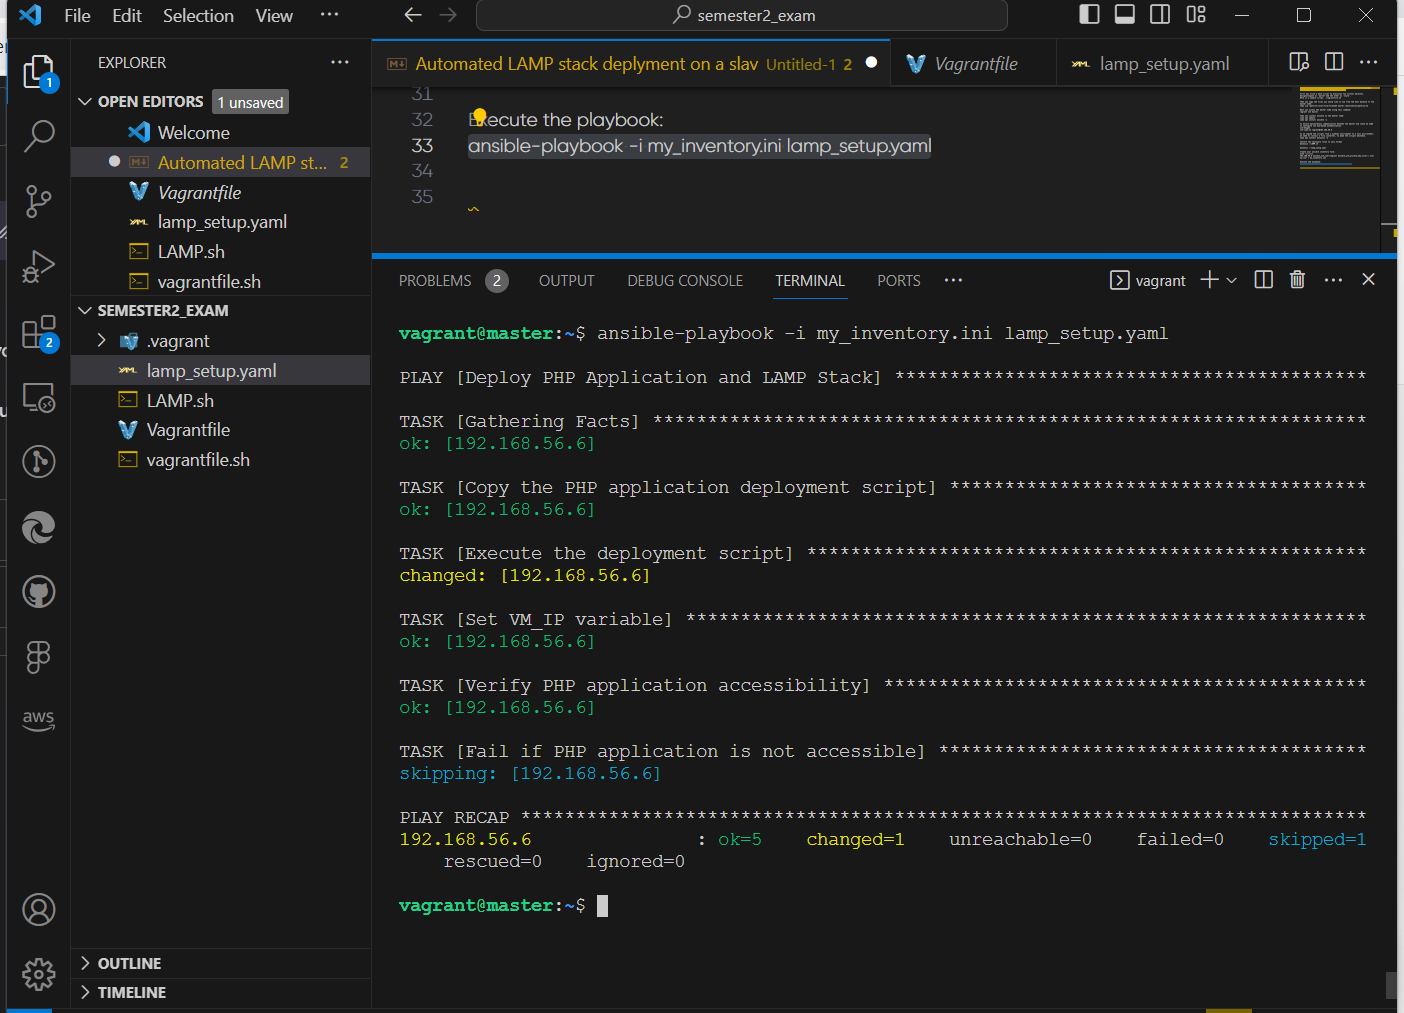 File Edit Selection View ··· semester2_exam
EXPLORER ···
OPEN EDITORS 1 unsaved
Welcome
Automated LAMP st... 2
Vagrantfile
lamp_setup.yaml
LAMP.sh
vagrantfile.sh
SEMESTER2_EXAM
.vagrant
lamp_setup.yaml
LAMP.sh
Vagrantfile
vagrantfile.sh
OUTLINE
TIMELINE
1
2
aws
Automated LAMP stack deplyment on a slav Untitled-1 2 Vagrantfile lamp_setup.yaml ···
31
32 Execute the playbook:
33 ansible-playbook -i my_inventory.ini lamp_setup.yaml
34
35
PROBLEMS 2 OUTPUT DEBUG CONSOLE TERMINAL PORTS ··· vagrant ···
vagrant@master:~$ ansible-playbook -i my_inventory.ini lamp_setup.yaml
PLAY [Deploy PHP Application and LAMP Stack] *******************************************
TASK [Gathering Facts] *****************************************************************
ok: [192.168.56.6]
TASK [Copy the PHP application deployment script] **************************************
ok: [192.168.56.6]
TASK [Execute the deployment script] ***************************************************
changed: [192.168.56.6]
TASK [Set VM_IP variable] **************************************************************
ok: [192.168.56.6]
TASK [Verify PHP application accessibility] ********************************************
ok: [192.168.56.6]
TASK [Fail if PHP application is not accessible] ***************************************
skipping: [192.168.56.6]
PLAY RECAP *****************************************************************************
192.168.56.6 : ok=5 changed=1 unreachable=0 failed=0 skipped=1
rescued=0 ignored=0
vagrant@master:~$